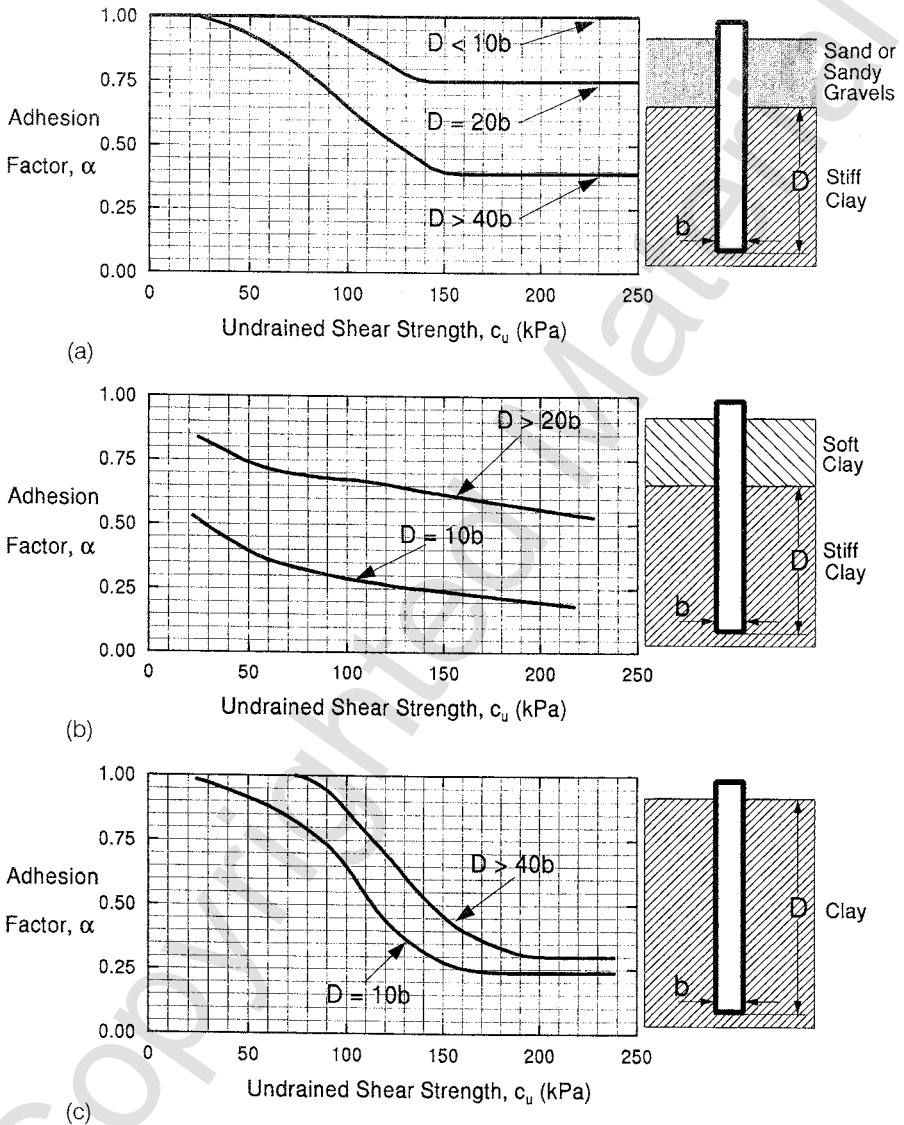 1.00
0.75
0.50
0.25
0.00
Adhesion
Factor, α
D < 10b
D = 20b
D > 40b
0 50 100 150 200 250
Undrained Shear Strength, cu (kPa)
Sand or
Sandy
Gravels
D
Stiff
Clay
b
(a)
1.00
0.75
0.50
0.25
0.00
Adhesion
Factor, α
D > 20b
D = 10b
0 50 100 150 200 250
Undrained Shear Strength, cu (kPa)
Soft
Clay
D
Stiff
Clay
b
(b)
1.00
0.75
0.50
0.25
0.00
Adhesion
Factor, α
D > 40b
D = 10b
0 50 100 150 200 250
Undrained Shear Strength, cu (kPa)
D
Clay
b
(c)
Copyrighted Material